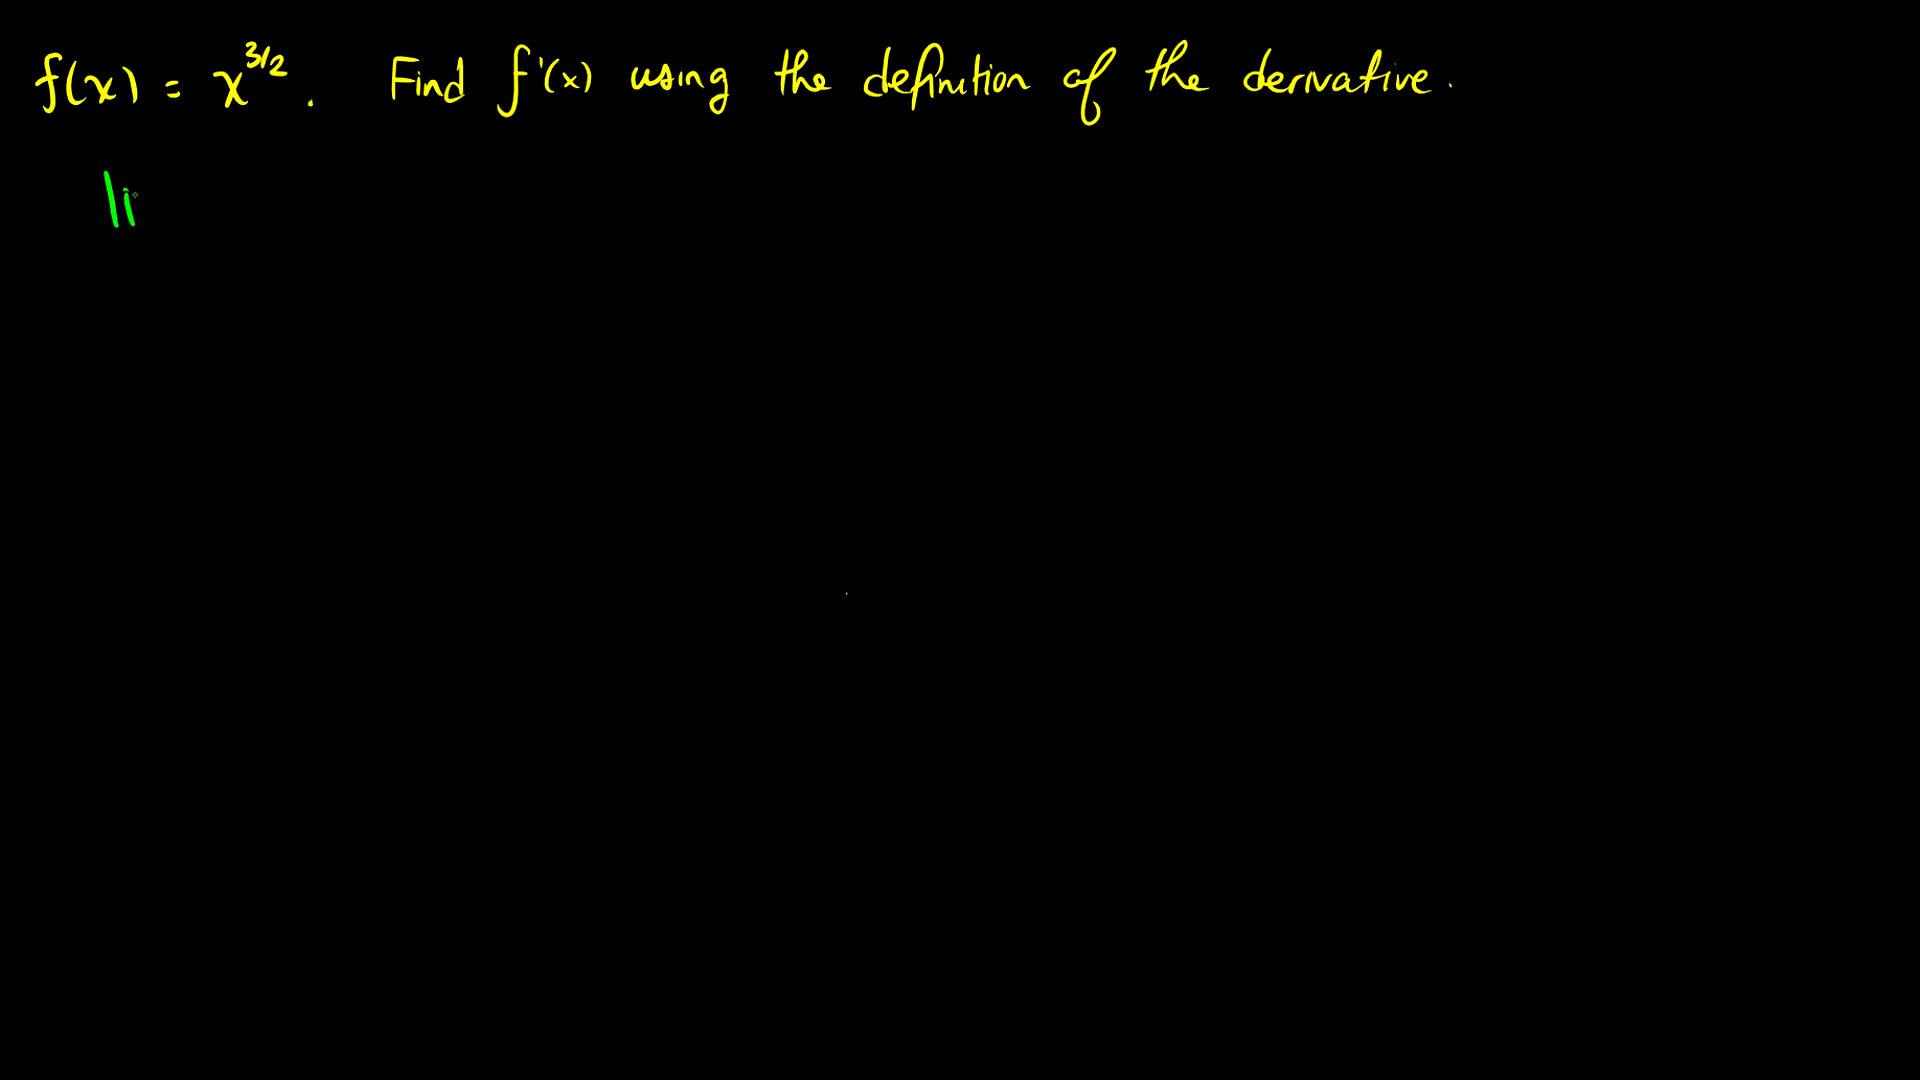 f(x) = x^{3/2}. Find f'(x) using the definition of the derivative.
li